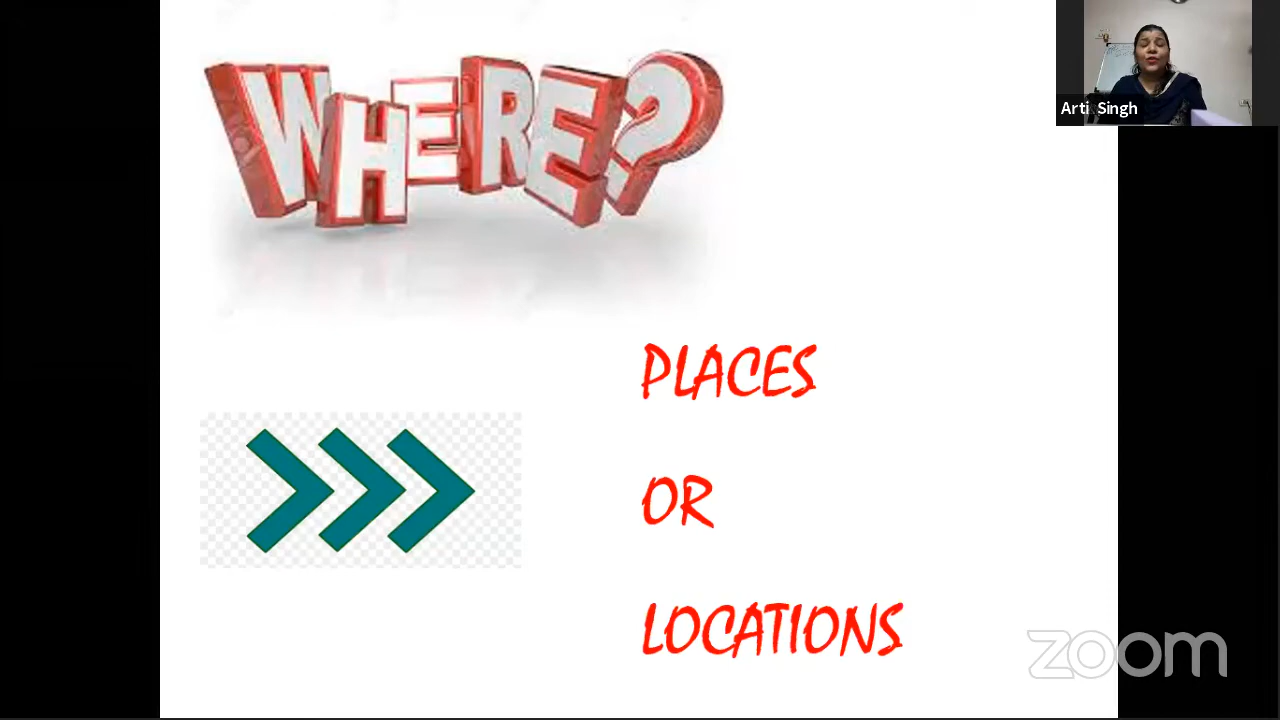 WHERE?
Arti Singh
PLACES
OR
LOCATIONS
zoom